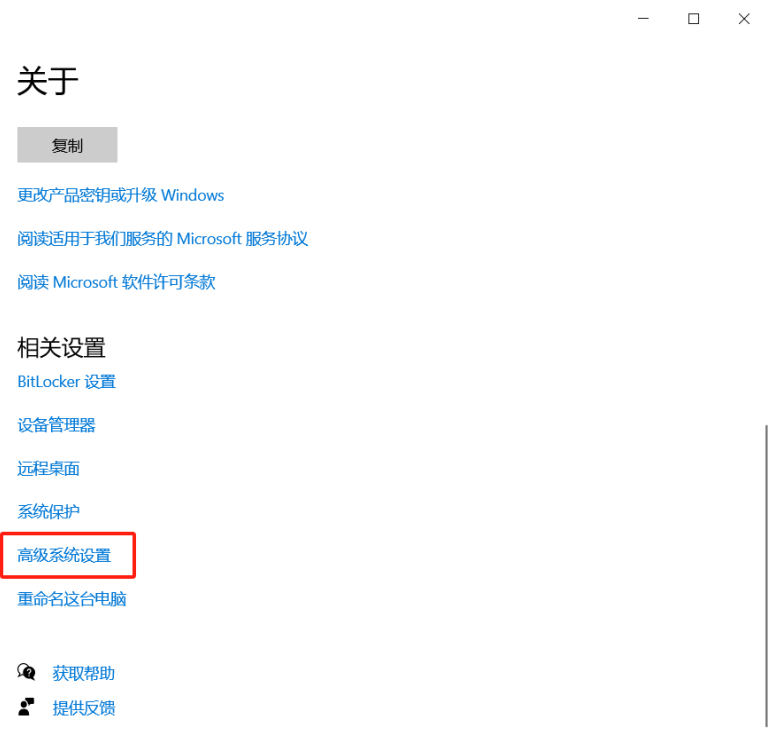 关于
复制
更改产品密钥或升级 Windows
阅读适用于我们服务的 Microsoft 服务协议
阅读 Microsoft 软件许可条款
相关设置
BitLocker 设置
设备管理器
远程桌面
系统保护
高级系统设置
重命名这台电脑
获取帮助
提供反馈